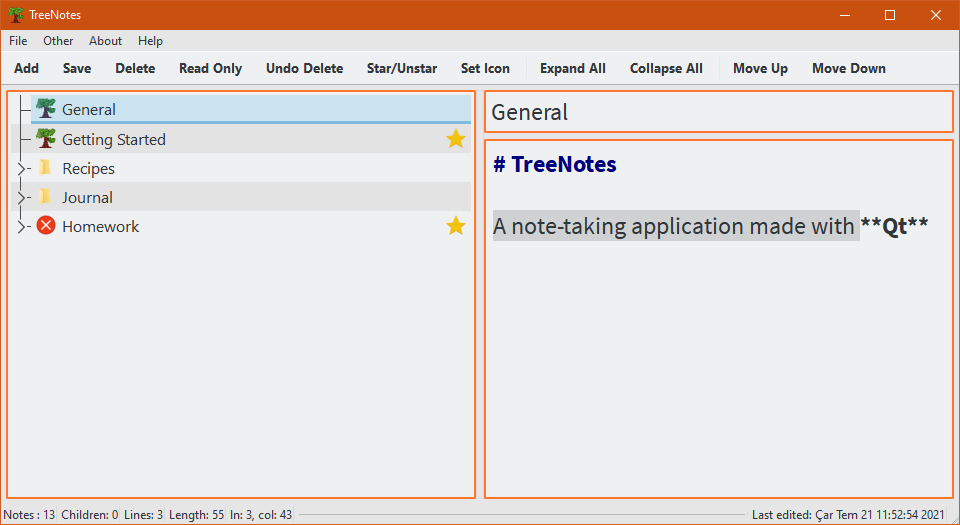 TreeNotes
File Other About Help
Add Save Delete Read Only Undo Delete Star/Unstar Set Icon Expand All Collapse All Move Up Move Down
General
Getting Started
Recipes
Journal
Homework
General
# TreeNotes
A note-taking application made with **Qt**
Notes : 13 Children: 0 Lines: 3 Length: 55 ln: 3, col: 43 Last edited: Çar Tem 21 11:52:54 2021